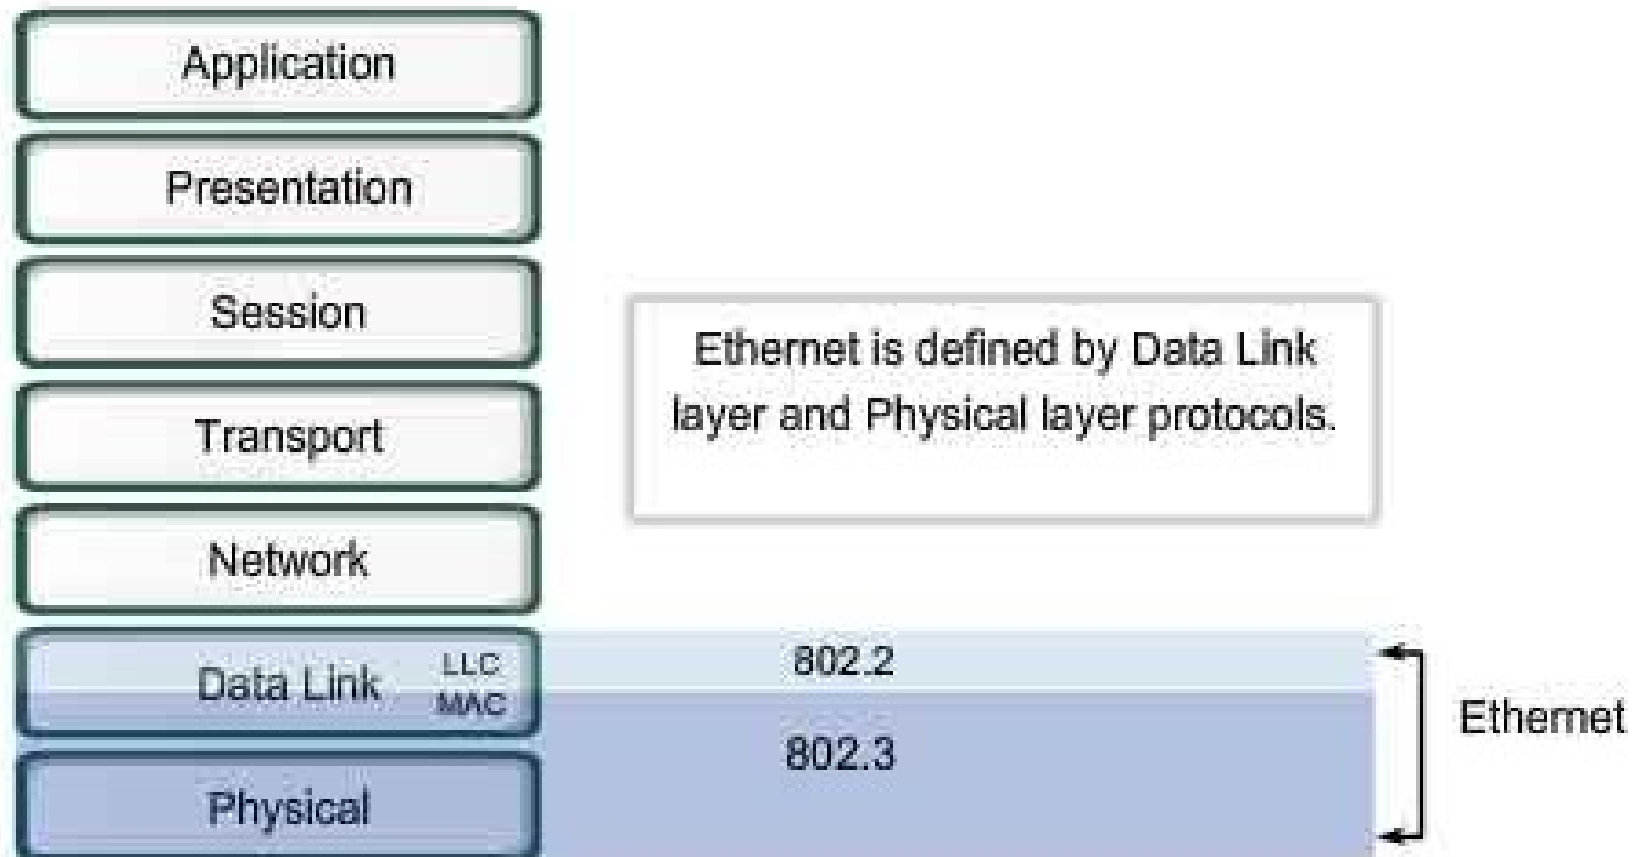 Application
Presentation
Session
Ethernet is defined by Data Link
layer and Physical layer protocols.
Transport
Network
Data Link
LLC
MAC
802.2
802.3
Ethernet
Physical